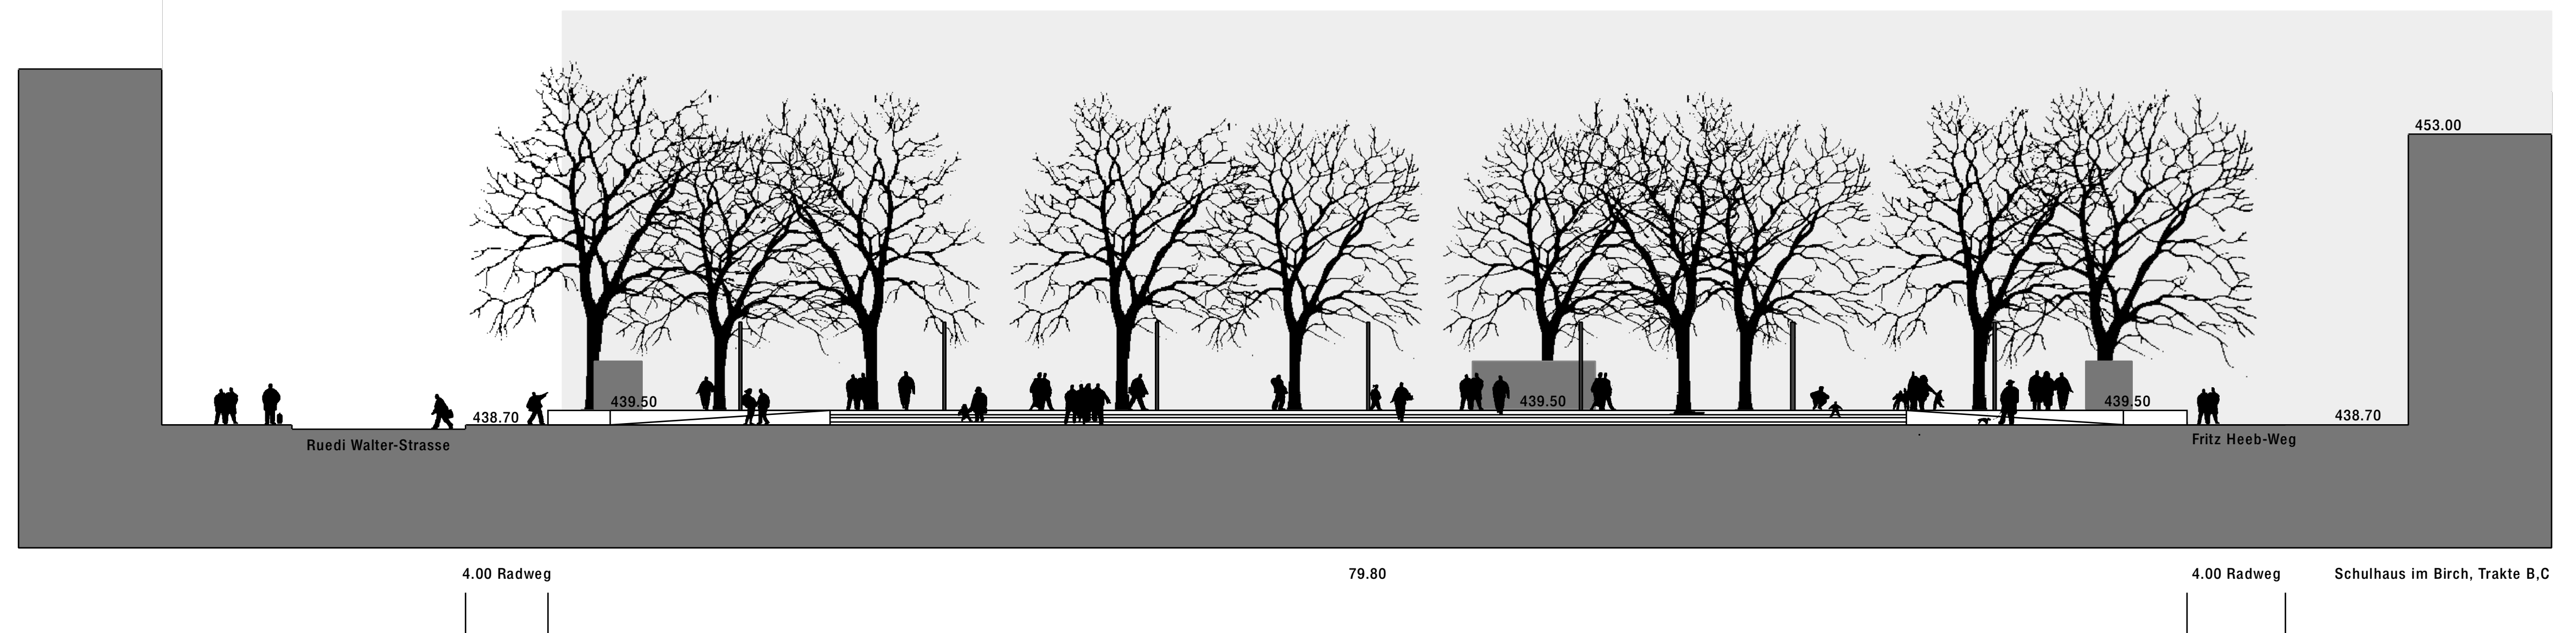 453.00
439.50
439.50
439.50
438.70
438.70
Ruedi Walter-Strasse
Fritz Heeb-Weg
4.00 Radweg
79.80
4.00 Radweg
Schulhaus im Birch, Trakte B,C